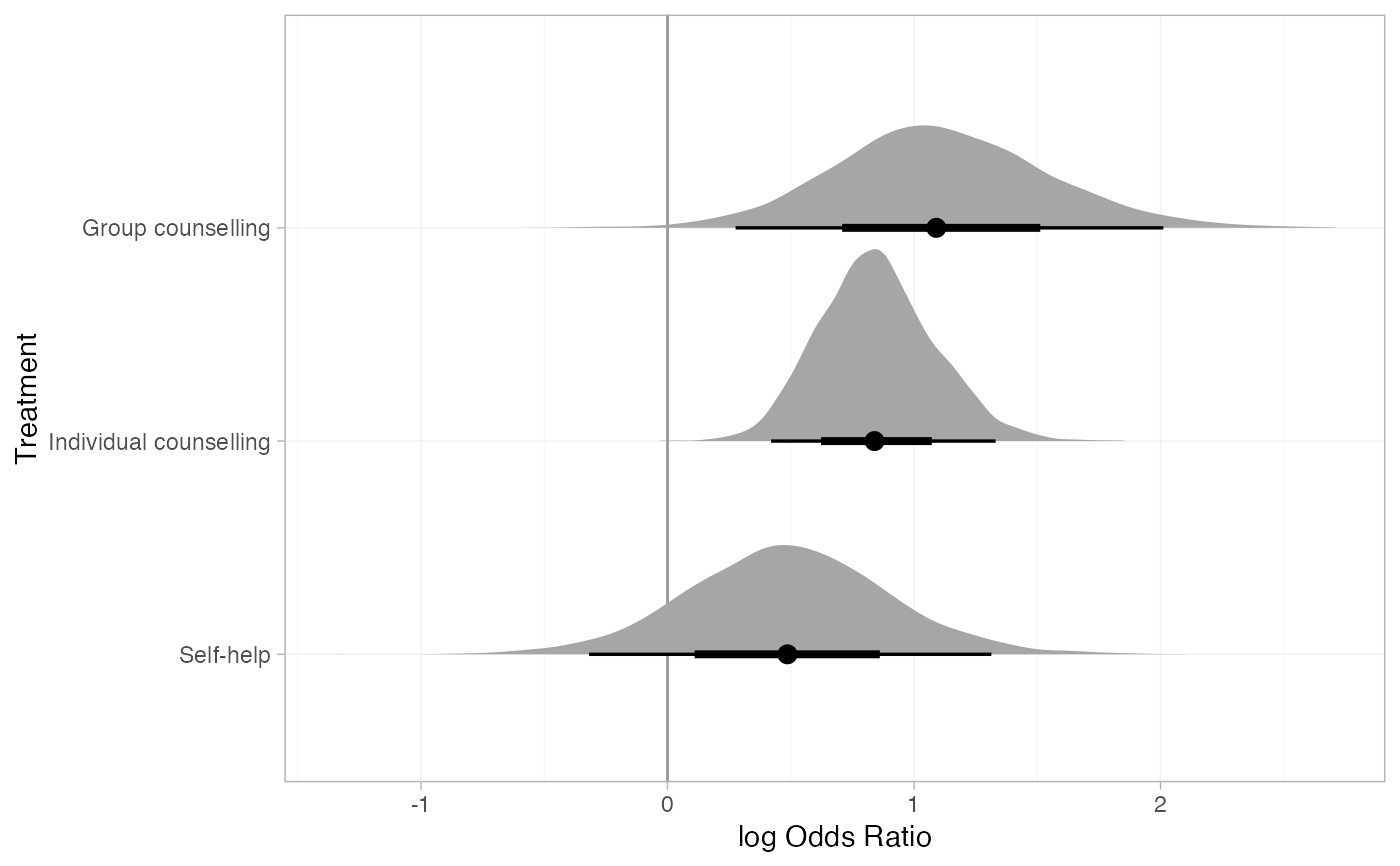 Treatment
Group counselling
Individual counselling
Self-help
-1 0 1 2
log Odds Ratio